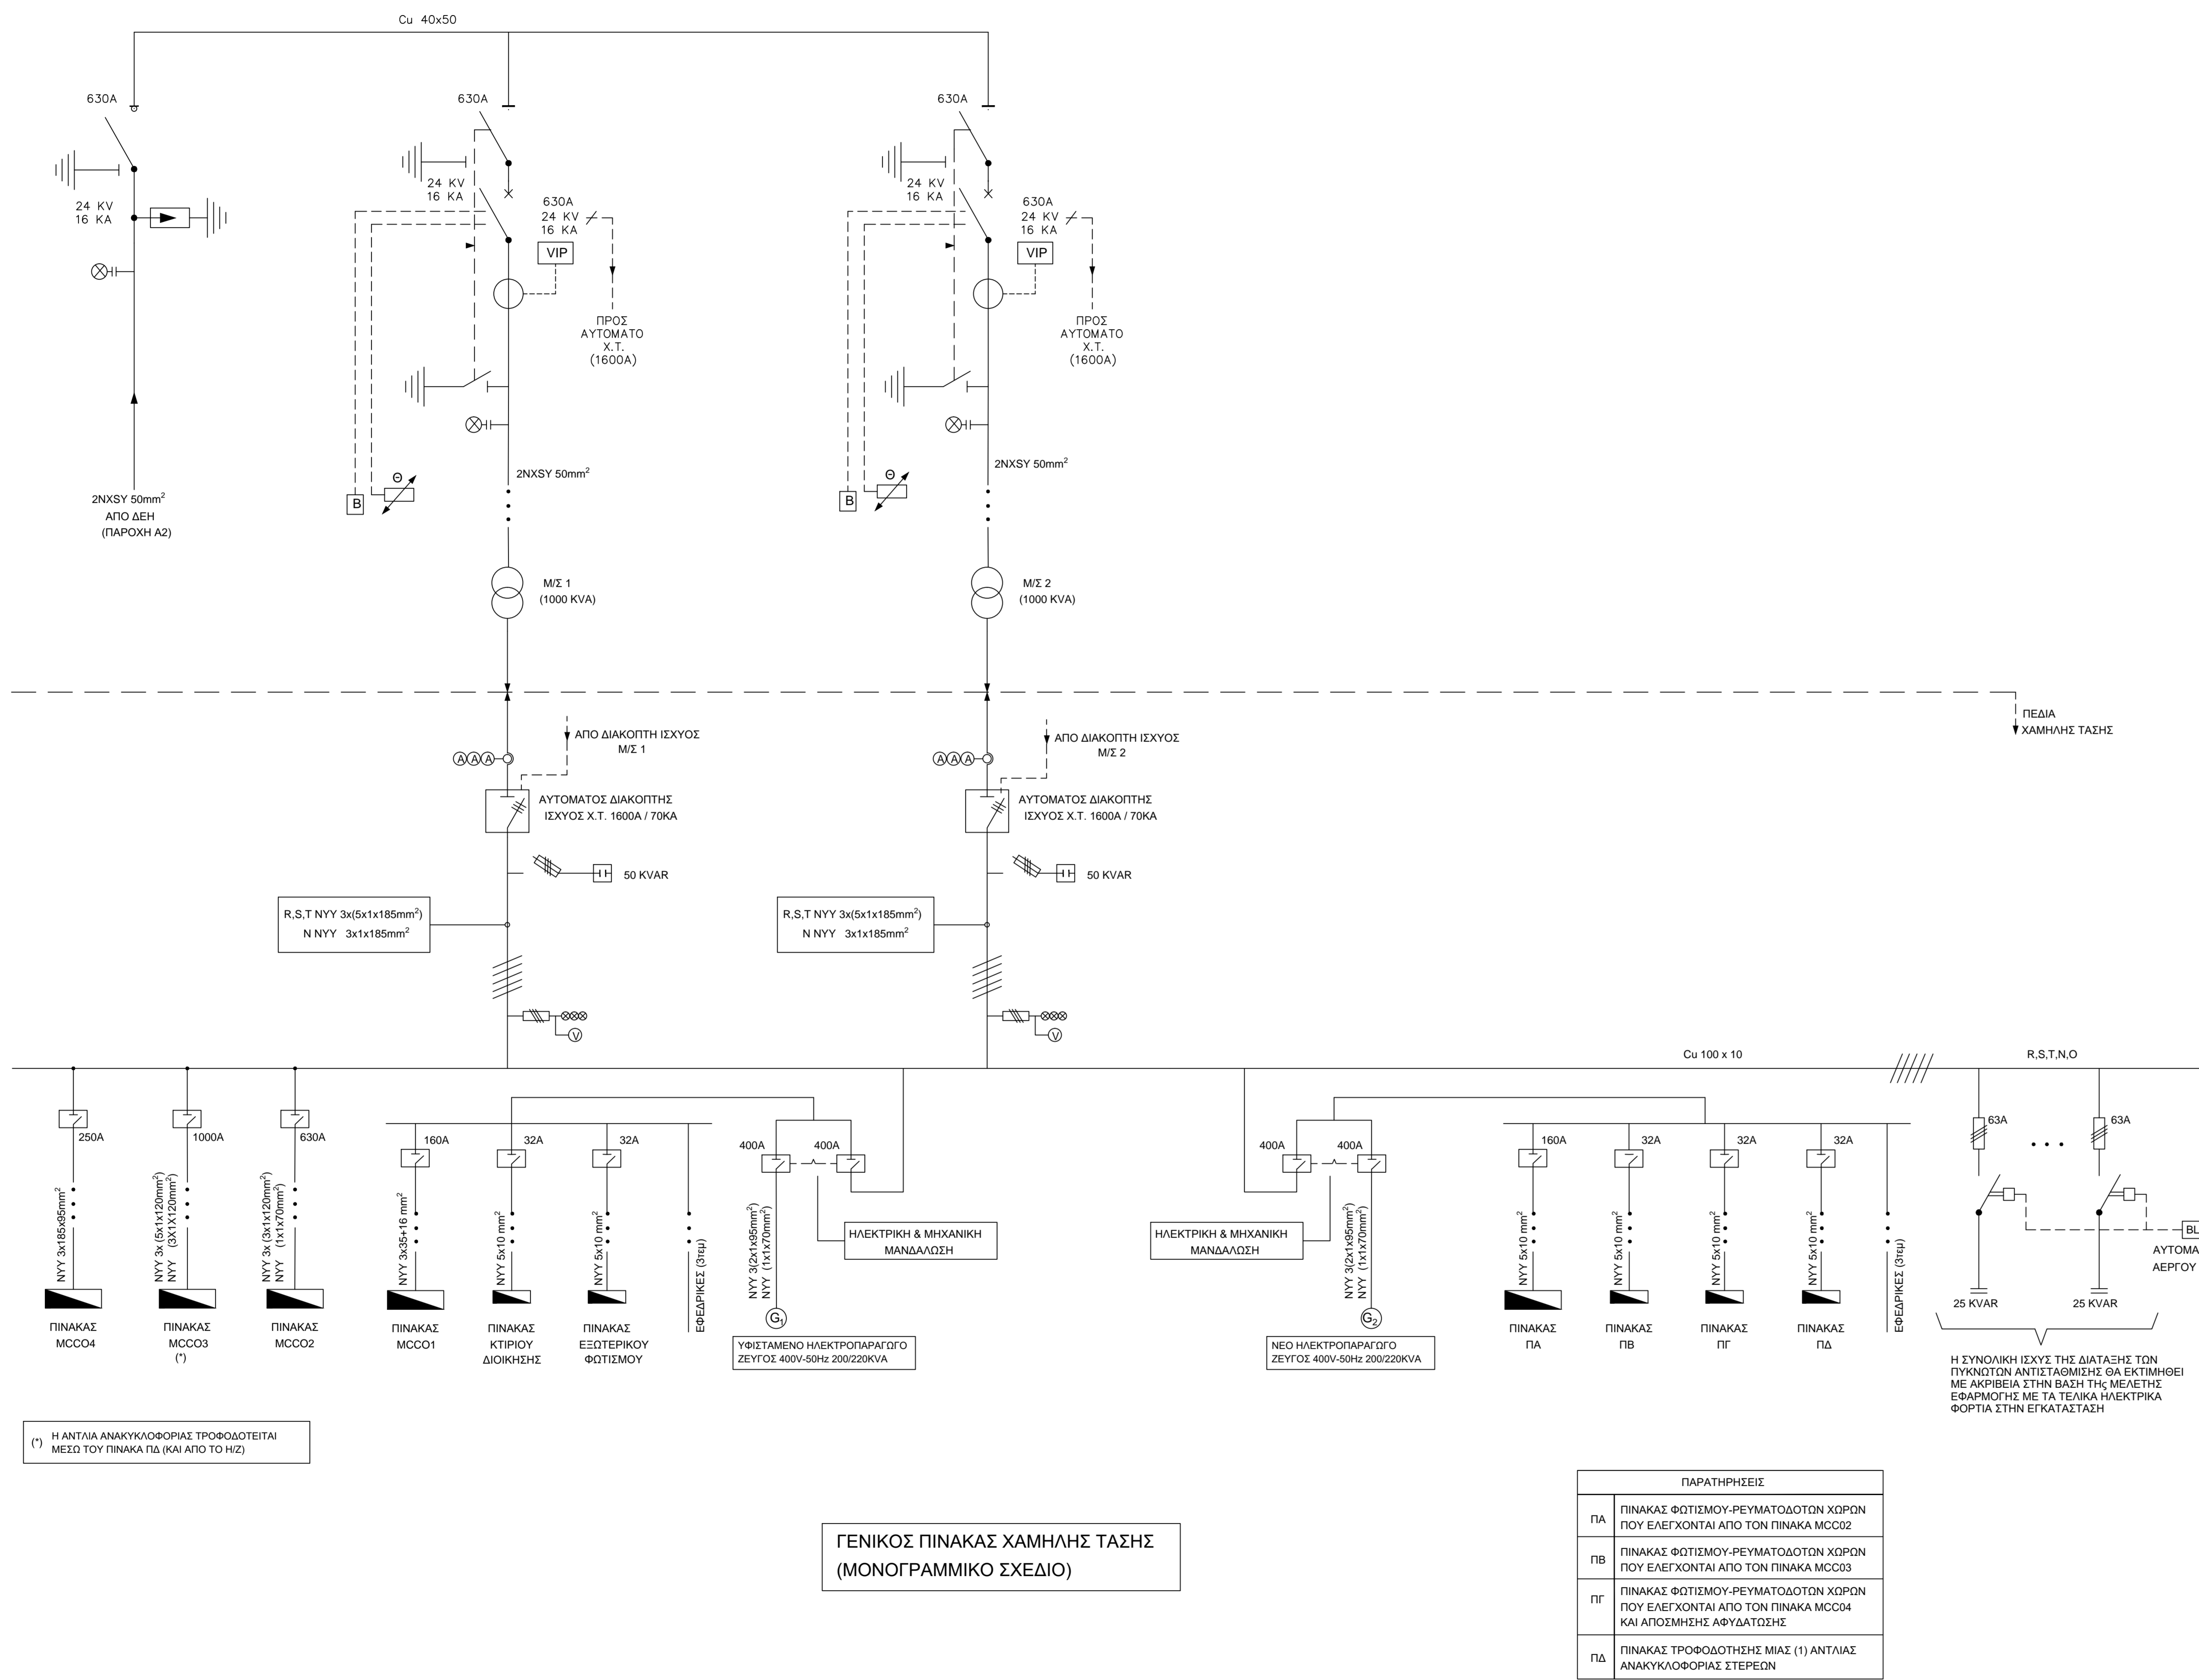 Cu 40x50
630A
630A
630A
24 KV
16 KA
24 KV
16 KA
630A
24 KV
16 KA
VIP
24 KV
16 KA
630A
24 KV
16 KA
VIP
ΠΡΟΣ
ΑΥΤΟΜΑΤΟ
Χ.Τ.
(1600Α)
ΠΡΟΣ
ΑΥΤΟΜΑΤΟ
Χ.Τ.
(1600Α)
2NXSY 50mm²
2NXSY 50mm²
Θ
Θ
B
B
2NXSY 50mm²
ΑΠΟ ΔΕΗ
(ΠΑΡΟΧΗ Α2)
Μ/Σ 1
(1000 KVA)
Μ/Σ 2
(1000 KVA)
ΠΕΔΙΑ
ΧΑΜΗΛΗΣ ΤΑΣΗΣ
ΑΠΟ ΔΙΑΚΟΠΤΗ ΙΣΧΥΟΣ
Μ/Σ 1
ΑΠΟ ΔΙΑΚΟΠΤΗ ΙΣΧΥΟΣ
Μ/Σ 2
A A A
A A A
ΑΥΤΟΜΑΤΟΣ ΔΙΑΚΟΠΤΗΣ
ΙΣΧΥΟΣ Χ.Τ. 1600A / 70KA
ΑΥΤΟΜΑΤΟΣ ΔΙΑΚΟΠΤΗΣ
ΙΣΧΥΟΣ Χ.Τ. 1600A / 70KA
50 KVAR
50 KVAR
R,S,T NYY 3x(5x1x185mm²)
N NYY 3x1x185mm²
R,S,T NYY 3x(5x1x185mm²)
N NYY 3x1x185mm²
V
V
Cu 100 x 10
R,S,T,N,O
250A
1000A
630A
160A
32A
32A
400A
400A
400A
400A
160A
32A
32A
32A
63A
63A
NYY 3x185x95mm²
NYY 3x (5x1x120mm²)
NYY (3X1X120mm²)
NYY 3x (3x1x120mm²)
NYY (1x1x70mm²)
NYY 3x35+16 mm²
NYY 5x10 mm²
NYY 5x10 mm²
ΕΦΕΔΡΙΚΕΣ (3τεμ)
NYY 3(2x1x95mm²)
NYY (1x1x70mm²)
ΗΛΕΚΤΡΙΚΗ & ΜΗΧΑΝΙΚΗ
ΜΑΝΔΑΛΩΣΗ
ΗΛΕΚΤΡΙΚΗ & ΜΗΧΑΝΙΚΗ
ΜΑΝΔΑΛΩΣΗ
NYY 3(2x1x95mm²)
NYY (1x1x70mm²)
NYY 5x10 mm²
NYY 5x10 mm²
NYY 5x10 mm²
NYY 5x10 mm²
ΕΦΕΔΡΙΚΕΣ (3τεμ)
BL
ΑΥΤΟΜΑ
ΑΕΡΓΟΥ
25 KVAR
25 KVAR
G₁
G₂
ΠΙΝΑΚΑΣ
MCCO4
ΠΙΝΑΚΑΣ
MCCO3
(*)
ΠΙΝΑΚΑΣ
MCCO2
ΠΙΝΑΚΑΣ
MCCO1
ΠΙΝΑΚΑΣ
ΚΤΙΡΙΟΥ
ΔΙΟΙΚΗΣΗΣ
ΠΙΝΑΚΑΣ
ΕΞΩΤΕΡΙΚΟΥ
ΦΩΤΙΣΜΟΥ
ΥΦΙΣΤΑΜΕΝΟ ΗΛΕΚΤΡΟΠΑΡΑΓΩΓΟ
ΖΕΥΓΟΣ 400V-50Hz 200/220KVA
ΝΕΟ ΗΛΕΚΤΡΟΠΑΡΑΓΩΓΟ
ΖΕΥΓΟΣ 400V-50Hz 200/220KVA
ΠΙΝΑΚΑΣ
ΠΑ
ΠΙΝΑΚΑΣ
ΠΒ
ΠΙΝΑΚΑΣ
ΠΓ
ΠΙΝΑΚΑΣ
ΠΔ
Η ΣΥΝΟΛΙΚΗ ΙΣΧΥΣ ΤΗΣ ΔΙΑΤΑΞΗΣ ΤΩΝ
ΠΥΚΝΩΤΩΝ ΑΝΤΙΣΤΑΘΜΙΣΗΣ ΘΑ ΕΚΤΙΜΗΘΕΙ
ΜΕ ΑΚΡΙΒΕΙΑ ΣΤΗΝ ΒΑΣΗ ΤΗς ΜΕΛΕΤΗΣ
ΕΦΑΡΜΟΓΗΣ ΜΕ ΤΑ ΤΕΛΙΚΑ ΗΛΕΚΤΡΙΚΑ
ΦΟΡΤΙΑ ΣΤΗΝ ΕΓΚΑΤΑΣΤΑΣΗ
(*) Η ΑΝΤΛΙΑ ΑΝΑΚΥΚΛΟΦΟΡΙΑΣ ΤΡΟΦΟΔΟΤΕΙΤΑΙ
ΜΕΣΩ ΤΟΥ ΠΙΝΑΚΑ ΠΔ (ΚΑΙ ΑΠΟ ΤΟ Η/Ζ)
ΓΕΝΙΚΟΣ ΠΙΝΑΚΑΣ ΧΑΜΗΛΗΣ ΤΑΣΗΣ
(ΜΟΝΟΓΡΑΜΜΙΚΟ ΣΧΕΔΙΟ)
ΠΑΡΑΤΗΡΗΣΕΙΣ
ΠΑ ΠΙΝΑΚΑΣ ΦΩΤΙΣΜΟΥ-ΡΕΥΜΑΤΟΔΟΤΩΝ ΧΩΡΩΝ
ΠΟΥ ΕΛΕΓΧΟΝΤΑΙ ΑΠΟ ΤΟΝ ΠΙΝΑΚΑ MCC02
ΠΒ ΠΙΝΑΚΑΣ ΦΩΤΙΣΜΟΥ-ΡΕΥΜΑΤΟΔΟΤΩΝ ΧΩΡΩΝ
ΠΟΥ ΕΛΕΓΧΟΝΤΑΙ ΑΠΟ ΤΟΝ ΠΙΝΑΚΑ MCC03
ΠΓ ΠΙΝΑΚΑΣ ΦΩΤΙΣΜΟΥ-ΡΕΥΜΑΤΟΔΟΤΩΝ ΧΩΡΩΝ
ΠΟΥ ΕΛΕΓΧΟΝΤΑΙ ΑΠΟ ΤΟΝ ΠΙΝΑΚΑ MCC04
ΚΑΙ ΑΠΟΣΜΗΣΗΣ ΑΦΥΔΑΤΩΣΗΣ
ΠΔ ΠΙΝΑΚΑΣ ΤΡΟΦΟΔΟΤΗΣΗΣ ΜΙΑΣ (1) ΑΝΤΛΙΑΣ
ΑΝΑΚΥΚΛΟΦΟΡΙΑΣ ΣΤΕΡΕΩΝ